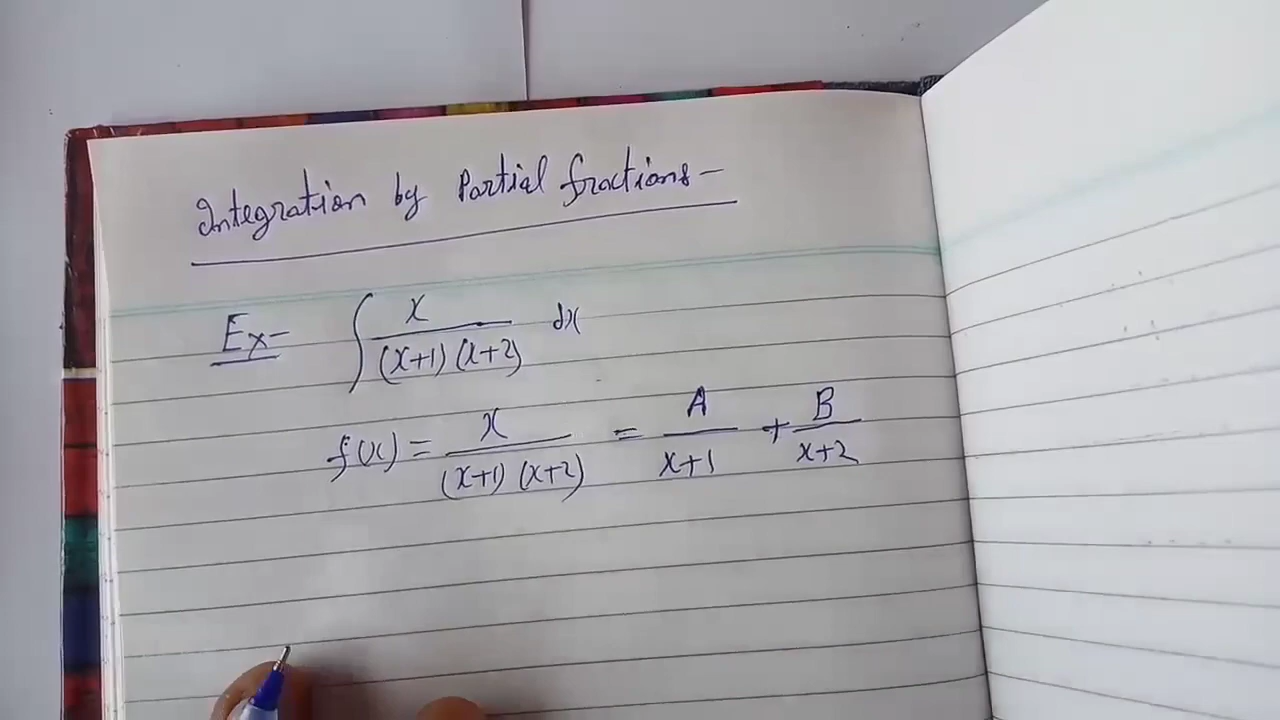 Integration by Partial fractions-
Ex- ∫ x/((x+1)(x+2)) dx
f(x) = x/((x+1)(x+2)) = A/(x+1) + B/(x+2)